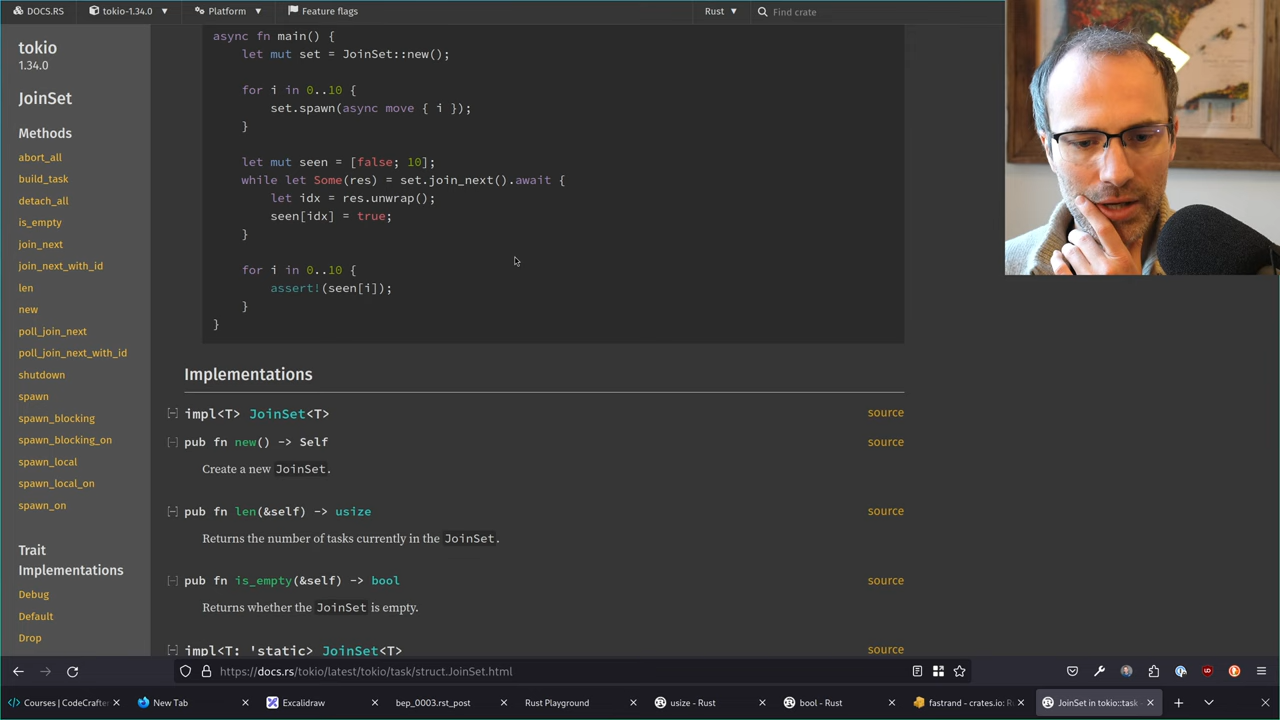 DOCS.RS tokio-1.34.0 Platform Feature flags Rust Find crate
tokio
1.34.0
JoinSet
Methods
abort_all
build_task
detach_all
is_empty
join_next
join_next_with_id
len
new
poll_join_next
poll_join_next_with_id
shutdown
spawn
spawn_blocking
spawn_blocking_on
spawn_local
spawn_local_on
spawn_on
Trait
Implementations
Debug
Default
Drop
async fn main() {
let mut set = JoinSet::new();
for i in 0..10 {
set.spawn(async move { i });
}
let mut seen = [false; 10];
while let Some(res) = set.join_next().await {
let idx = res.unwrap();
seen[idx] = true;
}
for i in 0..10 {
assert!(seen[i]);
}
}
Implementations
[−] impl<T> JoinSet<T> source
[−] pub fn new() -> Self source
Create a new JoinSet.
[−] pub fn len(&self) -> usize source
Returns the number of tasks currently in the JoinSet.
[−] pub fn is_empty(&self) -> bool source
Returns whether the JoinSet is empty.
[−] impl<T: 'static> JoinSet<T> source
https://docs.rs/tokio/latest/tokio/task/struct.JoinSet.html
Courses | CodeCrafter New Tab Excalidraw bep_0003.rst_post Rust Playground usize - Rust bool - Rust fastrand - crates.io: R JoinSet in tokio::task